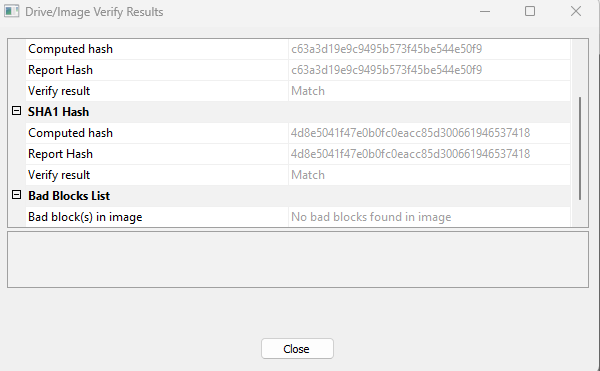 Drive/Image Verify Results
Computed hash c63a3d19e9c9495b573f45be544e50f9
Report Hash c63a3d19e9c9495b573f45be544e50f9
Verify result Match
SHA1 Hash
Computed hash 4d8e5041f47e0b0fc0eacc85d300661946537418
Report Hash 4d8e5041f47e0b0fc0eacc85d300661946537418
Verify result Match
Bad Blocks List
Bad block(s) in image No bad blocks found in image
Close